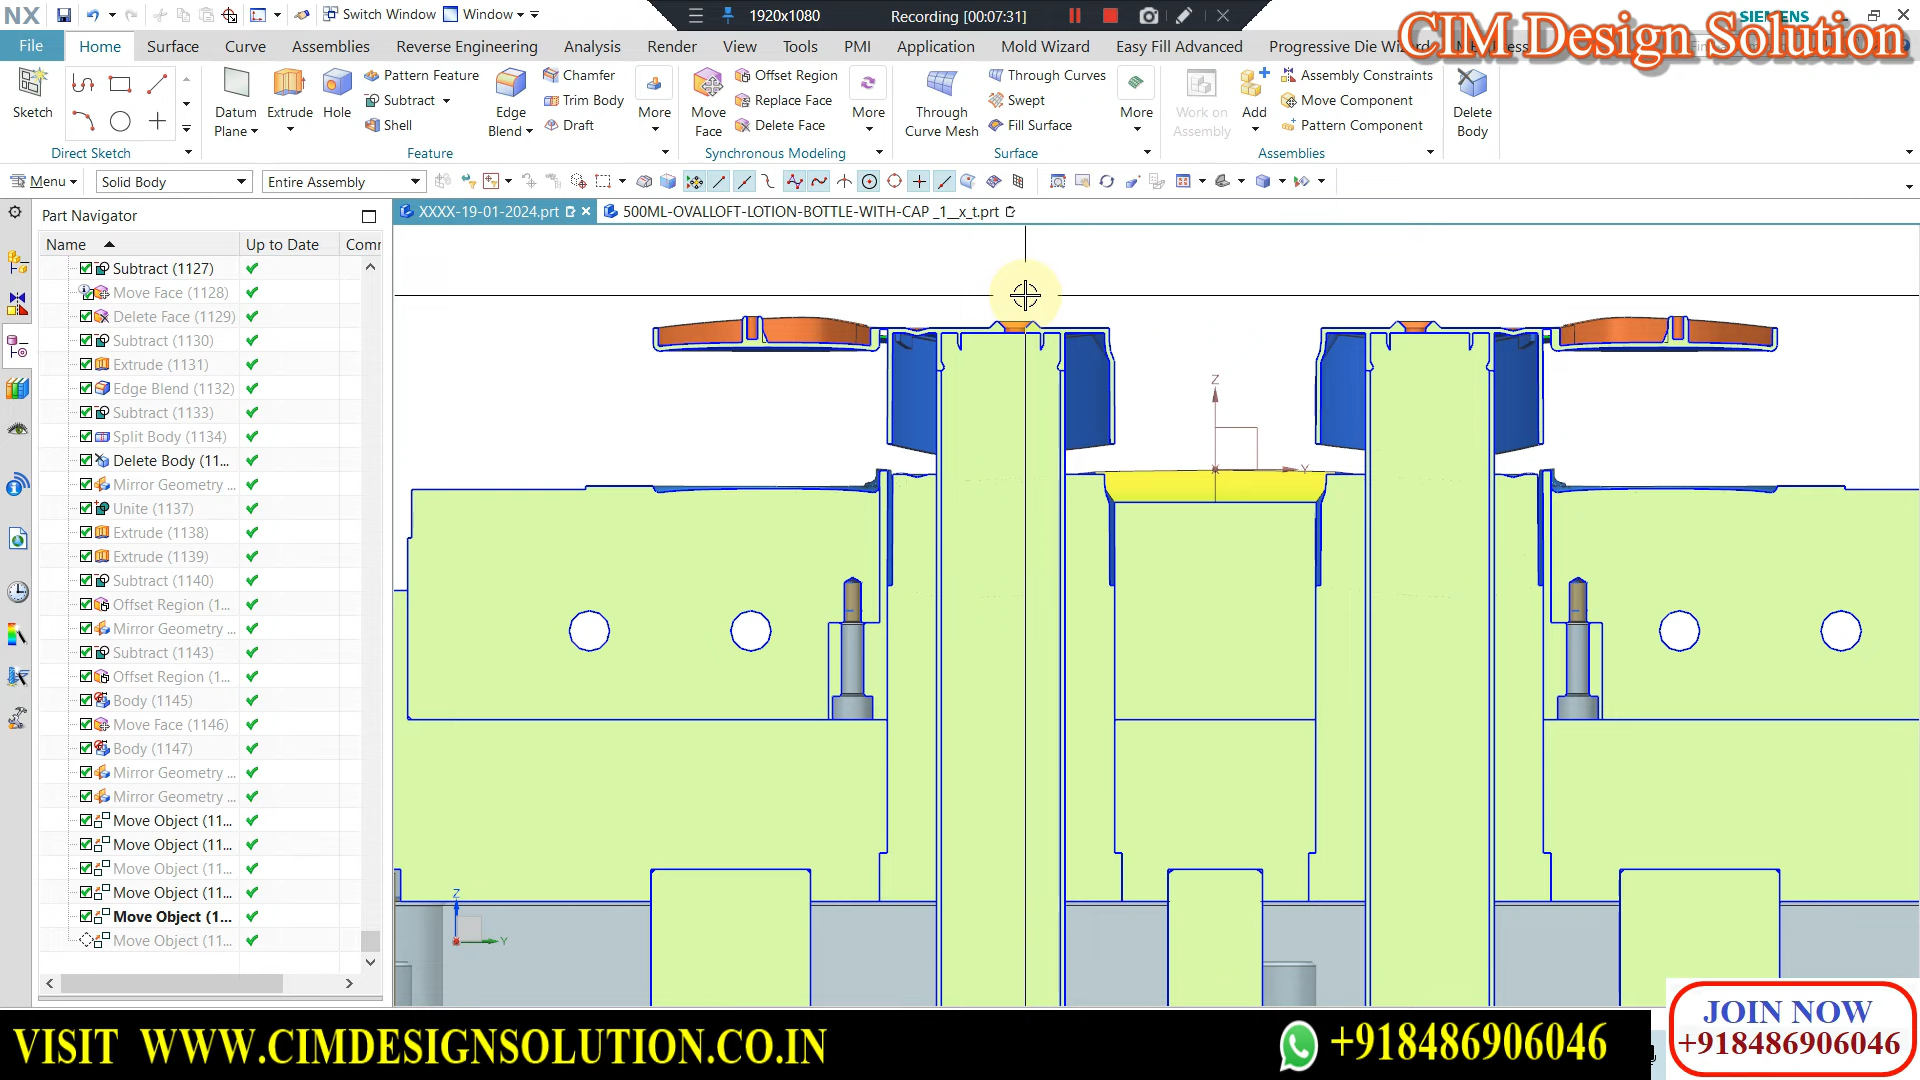 NX
Switch Window
Window
1920x1080
Recording [00:07:31]
SIEMENS
CIM Design Solution
File
Home
Surface
Curve
Assemblies
Reverse Engineering
Analysis
Render
View
Tools
PMI
Application
Mold Wizard
Easy Fill Advanced
Sketch
Datum
Plane
Extrude
Hole
Pattern Feature
Subtract
Shell
Edge
Blend
Chamfer
Trim Body
Draft
More
Move
Face
Offset Region
Replace Face
Delete Face
More
Through
Curve Mesh
Through Curves
Swept
Fill Surface
More
Work on
Assembly
Add
Assembly Constraints
Move Component
Pattern Component
Delete
Body
Direct Sketch
Feature
Synchronous Modeling
Surface
Assemblies
Menu
Solid Body
Entire Assembly
Part Navigator
XXXX-19-01-2024.prt
500ML-OVALLOFT-LOTION-BOTTLE-WITH-CAP _1__x_t.prt
Name
Up to Date
Comr
Subtract (1127)
Move Face (1128)
Delete Face (1129)
Subtract (1130)
Extrude (1131)
Edge Blend (1132)
Subtract (1133)
Split Body (1134)
Delete Body (11...
Mirror Geometry ...
Unite (1137)
Extrude (1138)
Extrude (1139)
Subtract (1140)
Offset Region (1...
Mirror Geometry ...
Subtract (1143)
Offset Region (1...
Body (1145)
Move Face (1146)
Body (1147)
Mirror Geometry ...
Mirror Geometry ...
Move Object (11...
Move Object (11...
Move Object (11...
Move Object (11...
Move Object (1...
Move Object (11...
Z
Y
X
Z
Y
VISIT WWW.CIMDESIGNSOLUTION.CO.IN
+918486906046
JOIN NOW
+918486906046